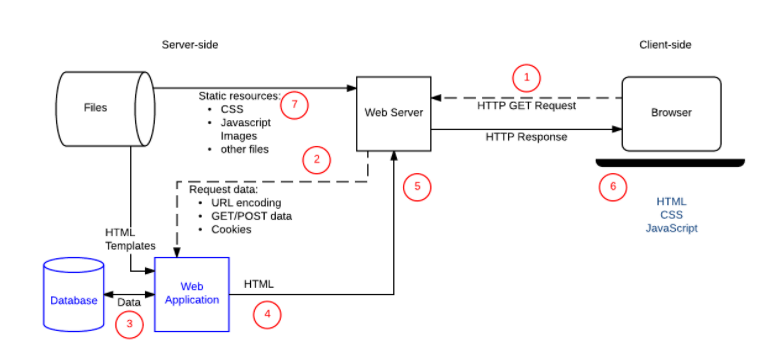 Server-side
Client-side
Files
Static resources:
• CSS
• Javascript
Images
• other files
7
Web Server
1
HTTP GET Request
HTTP Response
Browser
2
Request data:
• URL encoding
• GET/POST data
• Cookies
5
6
HTML
CSS
JavaScript
HTML
Templates
Database
Data
3
Web
Application
HTML
4